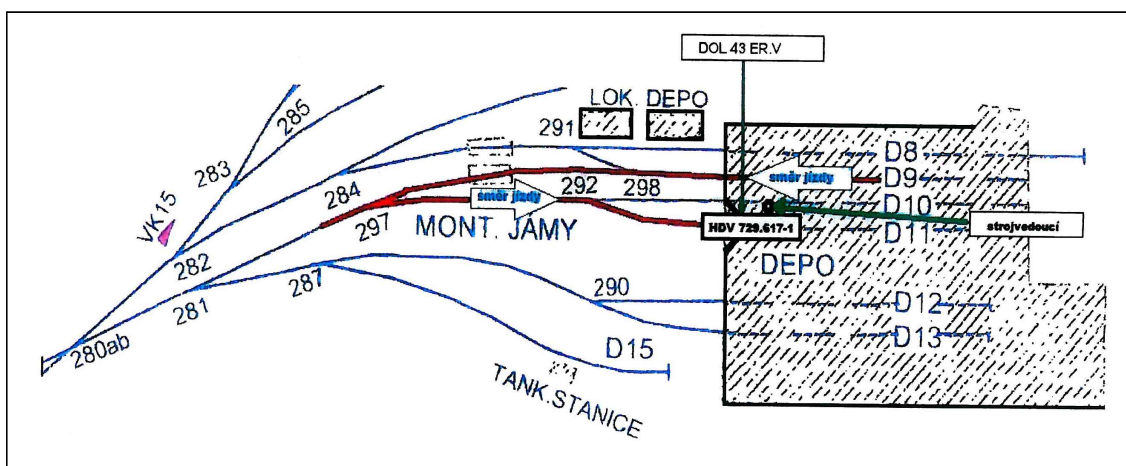 DOL 43 ER.V
LOK. DEPO
285
283
VK15
282
284
291
292
298
směr jízdy
směr jízdy
D8
D9
D10
D11
297
MONT. JAMY
HDV 729.617-1
strojvedoucí
DEPO
281
287
290
280ab
D12
D13
D15
TANK.STANICE